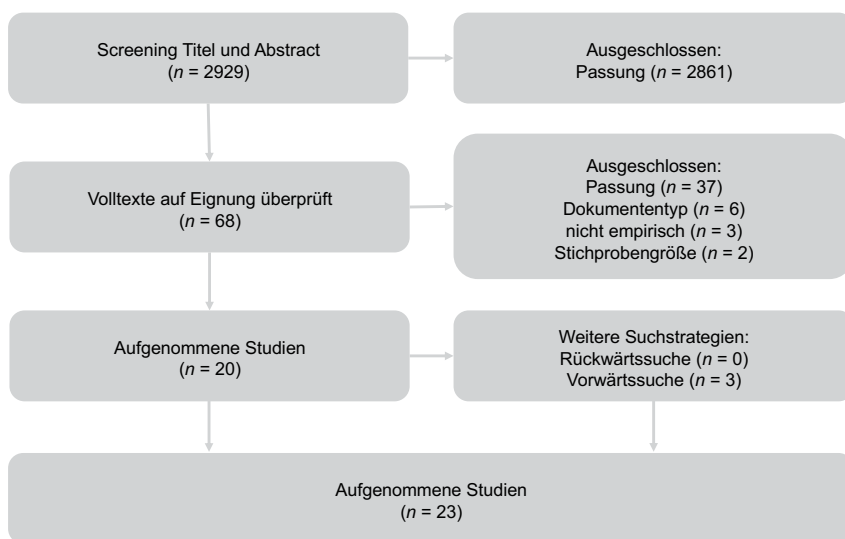 Screening Titel und Abstract
(n = 2929)
Ausgeschlossen:
Passung (n = 2861)
Volltexte auf Eignung überprüft
(n = 68)
Ausgeschlossen:
Passung (n = 37)
Dokumententyp (n = 6)
nicht empirisch (n = 3)
Stichprobengröße (n = 2)
Aufgenommene Studien
(n = 20)
Weitere Suchstrategien:
Rückwärtssuche (n = 0)
Vorwärtssuche (n = 3)
Aufgenommene Studien
(n = 23)